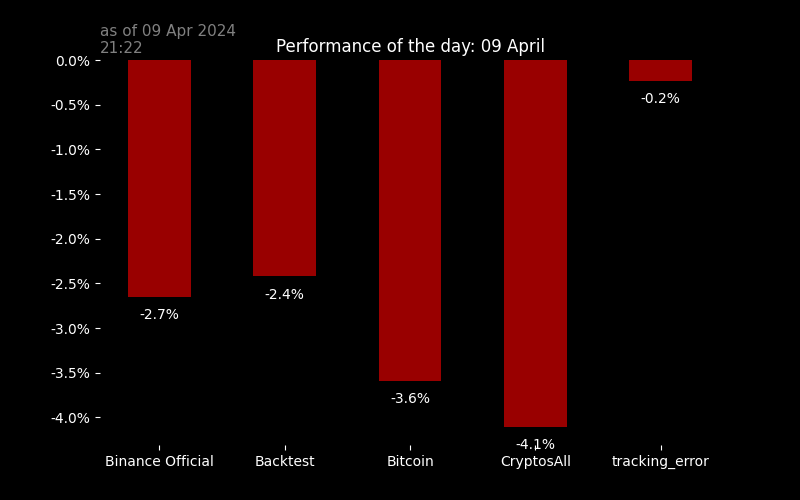 as of 09 Apr 2024
21:22
Performance of the day: 09 April
0.0%
-0.5%
-1.0%
-1.5%
-2.0%
-2.5%
-3.0%
-3.5%
-4.0%
-2.7%
-2.4%
-3.6%
-4.1%
-0.2%
Binance Official
Backtest
Bitcoin
CryptosAll
tracking_error